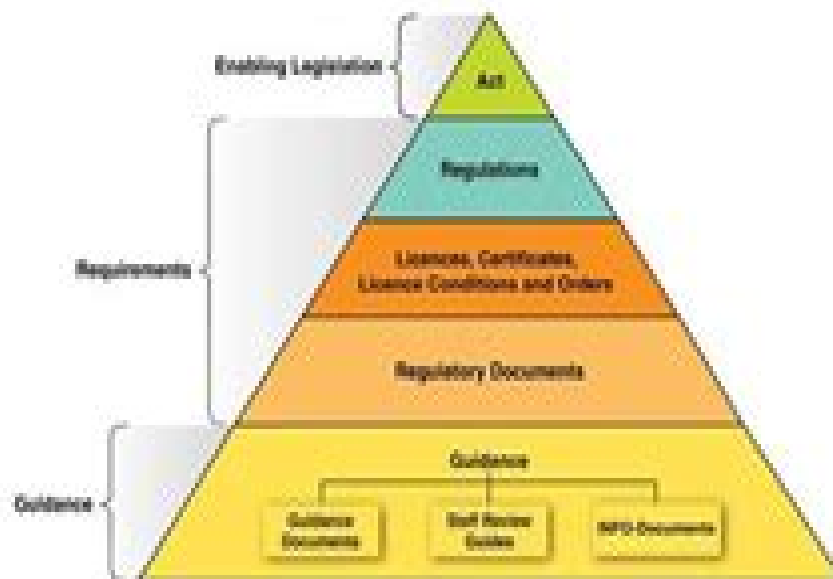 Enabling Legislation
Act
Regulations
Requirements
Licences, Certificates,
Licence Conditions and Orders
Regulatory Documents
Guidance
Guidance
Guidance
Documents
Staff Review
Guides
INFO-Documents